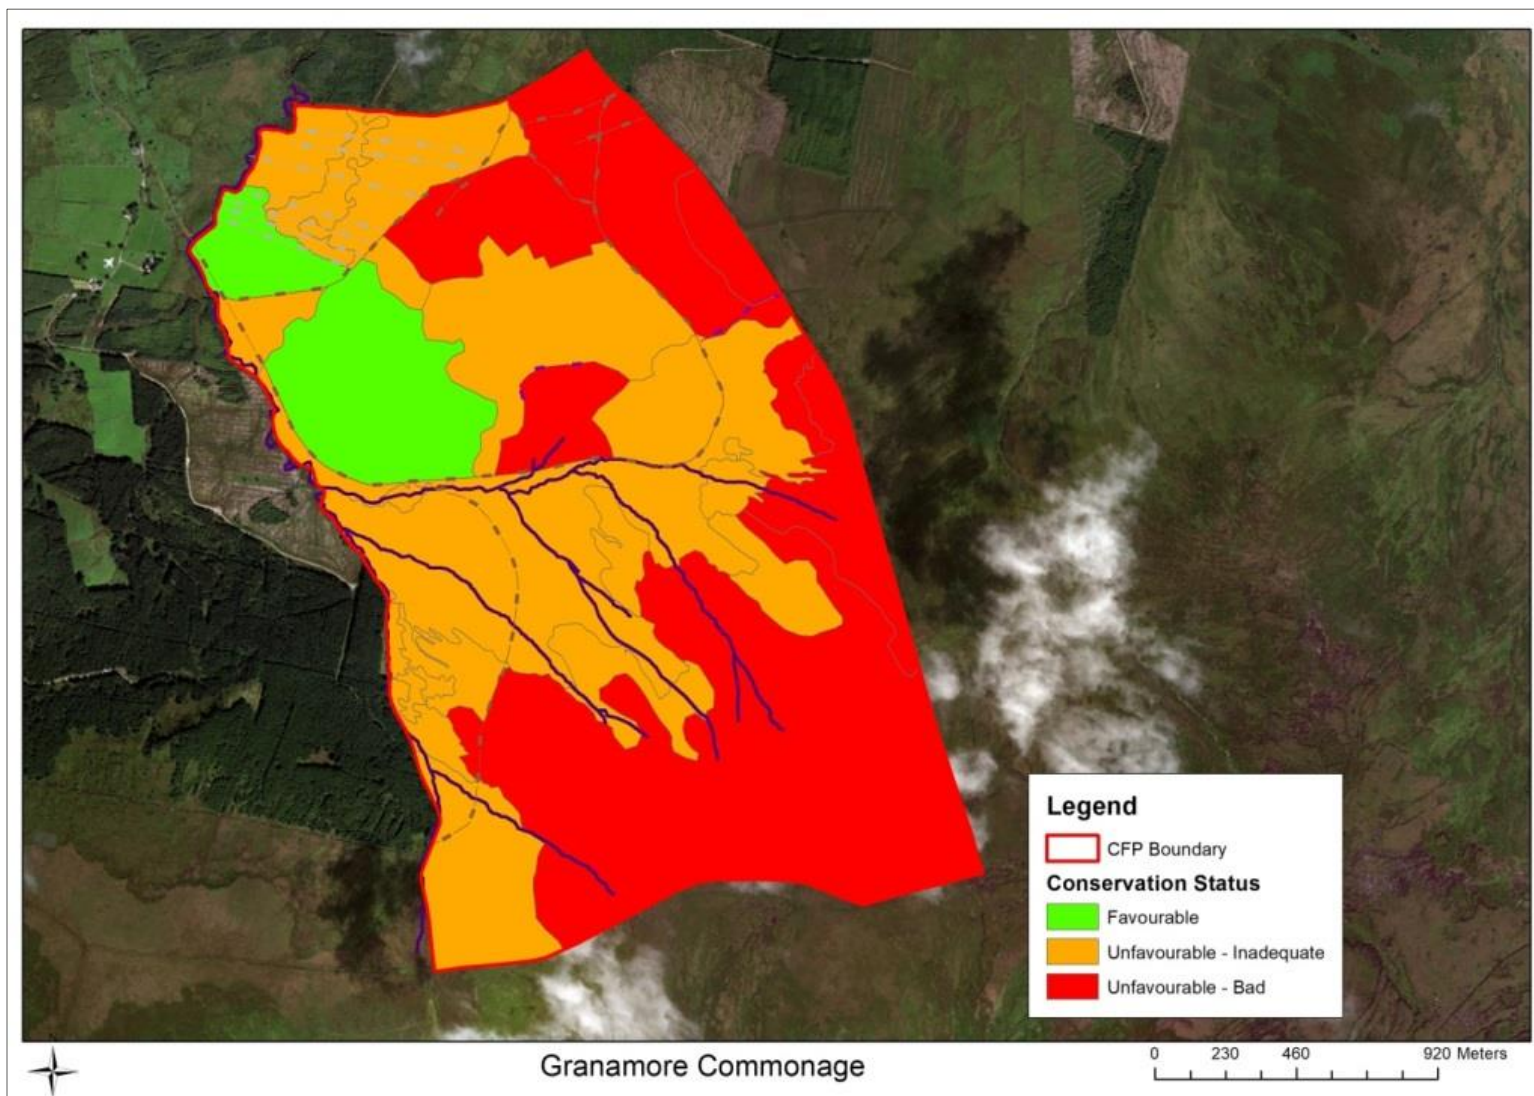 Legend
CFP Boundary
Conservation Status
Favourable
Unfavourable - Inadequate
Unfavourable - Bad
Granamore Commonage
0 230 460 920 Meters